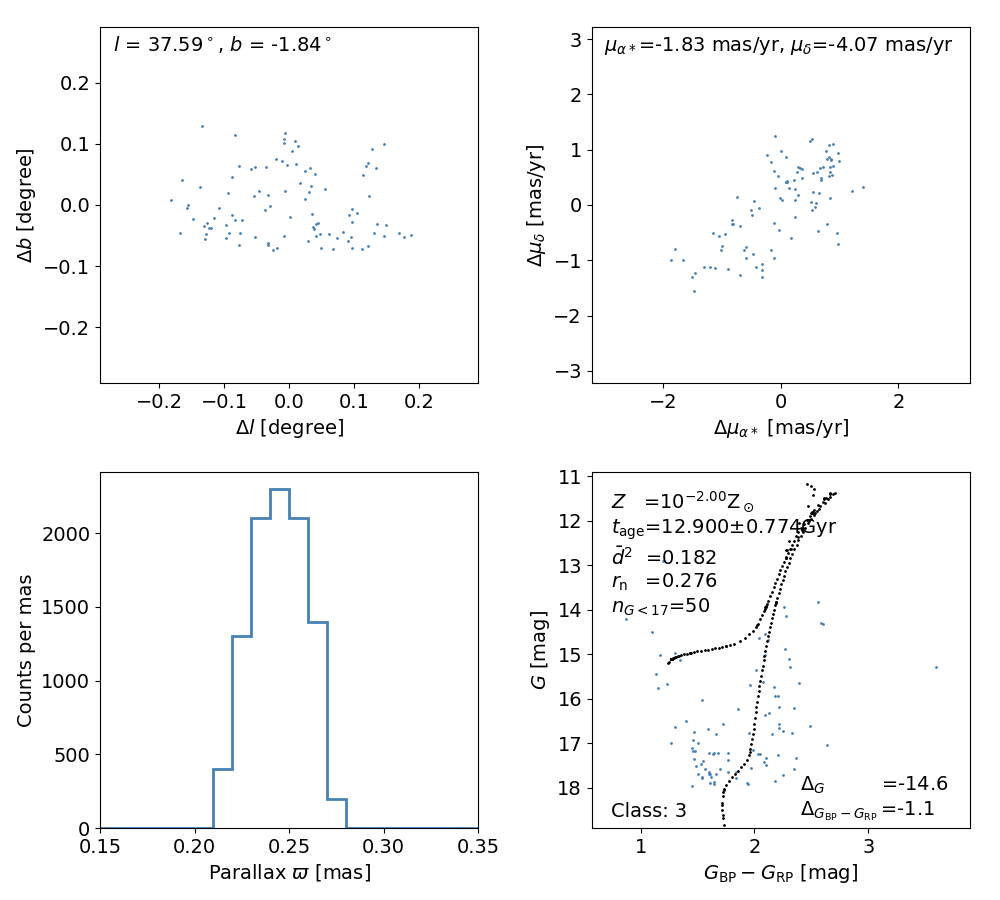 l = 37.59°, b = -1.84°
0.2
0.1
0.0
−0.1
−0.2
Δb [degree]
−0.2 −0.1 0.0 0.1 0.2
Δl [degree]
μα*=-1.83 mas/yr, μδ=-4.07 mas/yr
3
2
1
0
−1
−2
−3
Δμδ [mas/yr]
−2 0 2
Δμα* [mas/yr]
2000
1500
1000
500
0
Counts per mas
0.15 0.20 0.25 0.30 0.35
Parallax ϖ [mas]
11
12
13
14
15
16
17
18
G [mag]
Z =10^−2.00 Z⊙
t_age=12.900±0.774Gyr
d̄² =0.182
r_n =0.276
n_G<17=50
Δ_G =-14.6
Δ_GBP−GRP =-1.1
Class: 3
1 2 3
G_BP − G_RP [mag]